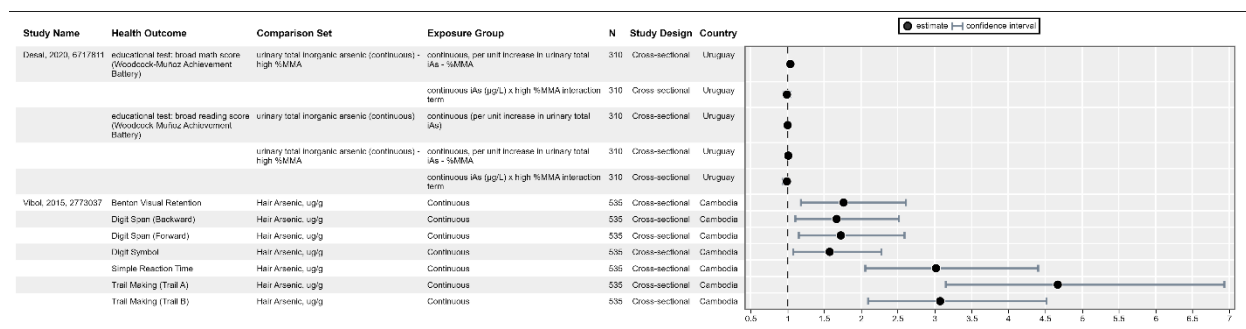 estimate confidence interval
Study Name Health Outcome Comparison Set Exposure Group N Study Design Country
Desai, 2020, 6717811 educational test: broad math score urinary total inorganic arsenic (continuous) - continuous, per unit increase in urinary total 310 Cross-sectional Uruguay
(Woodcock-Muñoz Achievement high %MMA iAs - %MMA
Battery)
continuous iAs (µg/L) x high %MMA interaction 310 Cross-sectional Uruguay
term
educational test: broad reading score urinary total inorganic arsenic (continuous) continuous (per unit increase in urinary total 310 Cross-sectional Uruguay
(Woodcock Muñoz Achievement iAs)
Battery)
urinary total inorganic arsenic (continuous) - continuous, per unit increase in urinary total 310 Cross-sectional Uruguay
high %MMA iAs - %MMA
continuous iAs (µg/L) x high %MMA interaction 310 Cross-sectional Uruguay
term
Vibol, 2015, 2773037 Benton Visual Retention Hair Arsenic, ug/g Continuous 535 Cross-sectional Cambodia
Digit Span (Backward) Hair Arsenic, ug/g Continuous 535 Cross-sectional Cambodia
Digit Span (Forward) Hair Arsenic, ug/g Continuous 535 Cross-sectional Cambodia
Digit Symbol Hair Arsenic, ug/g Continuous 535 Cross-sectional Cambodia
Simple Reaction Time Hair Arsenic, ug/g Continuous 535 Cross-sectional Cambodia
Trail Making (Trail A) Hair Arsenic, ug/g Continuous 535 Cross-sectional Cambodia
Trail Making (Trail B) Hair Arsenic, ug/g Continuous 535 Cross-sectional Cambodia
0.5 1 1.5 2 2.5 3 3.5 4 4.5 5 5.5 6 6.5 7